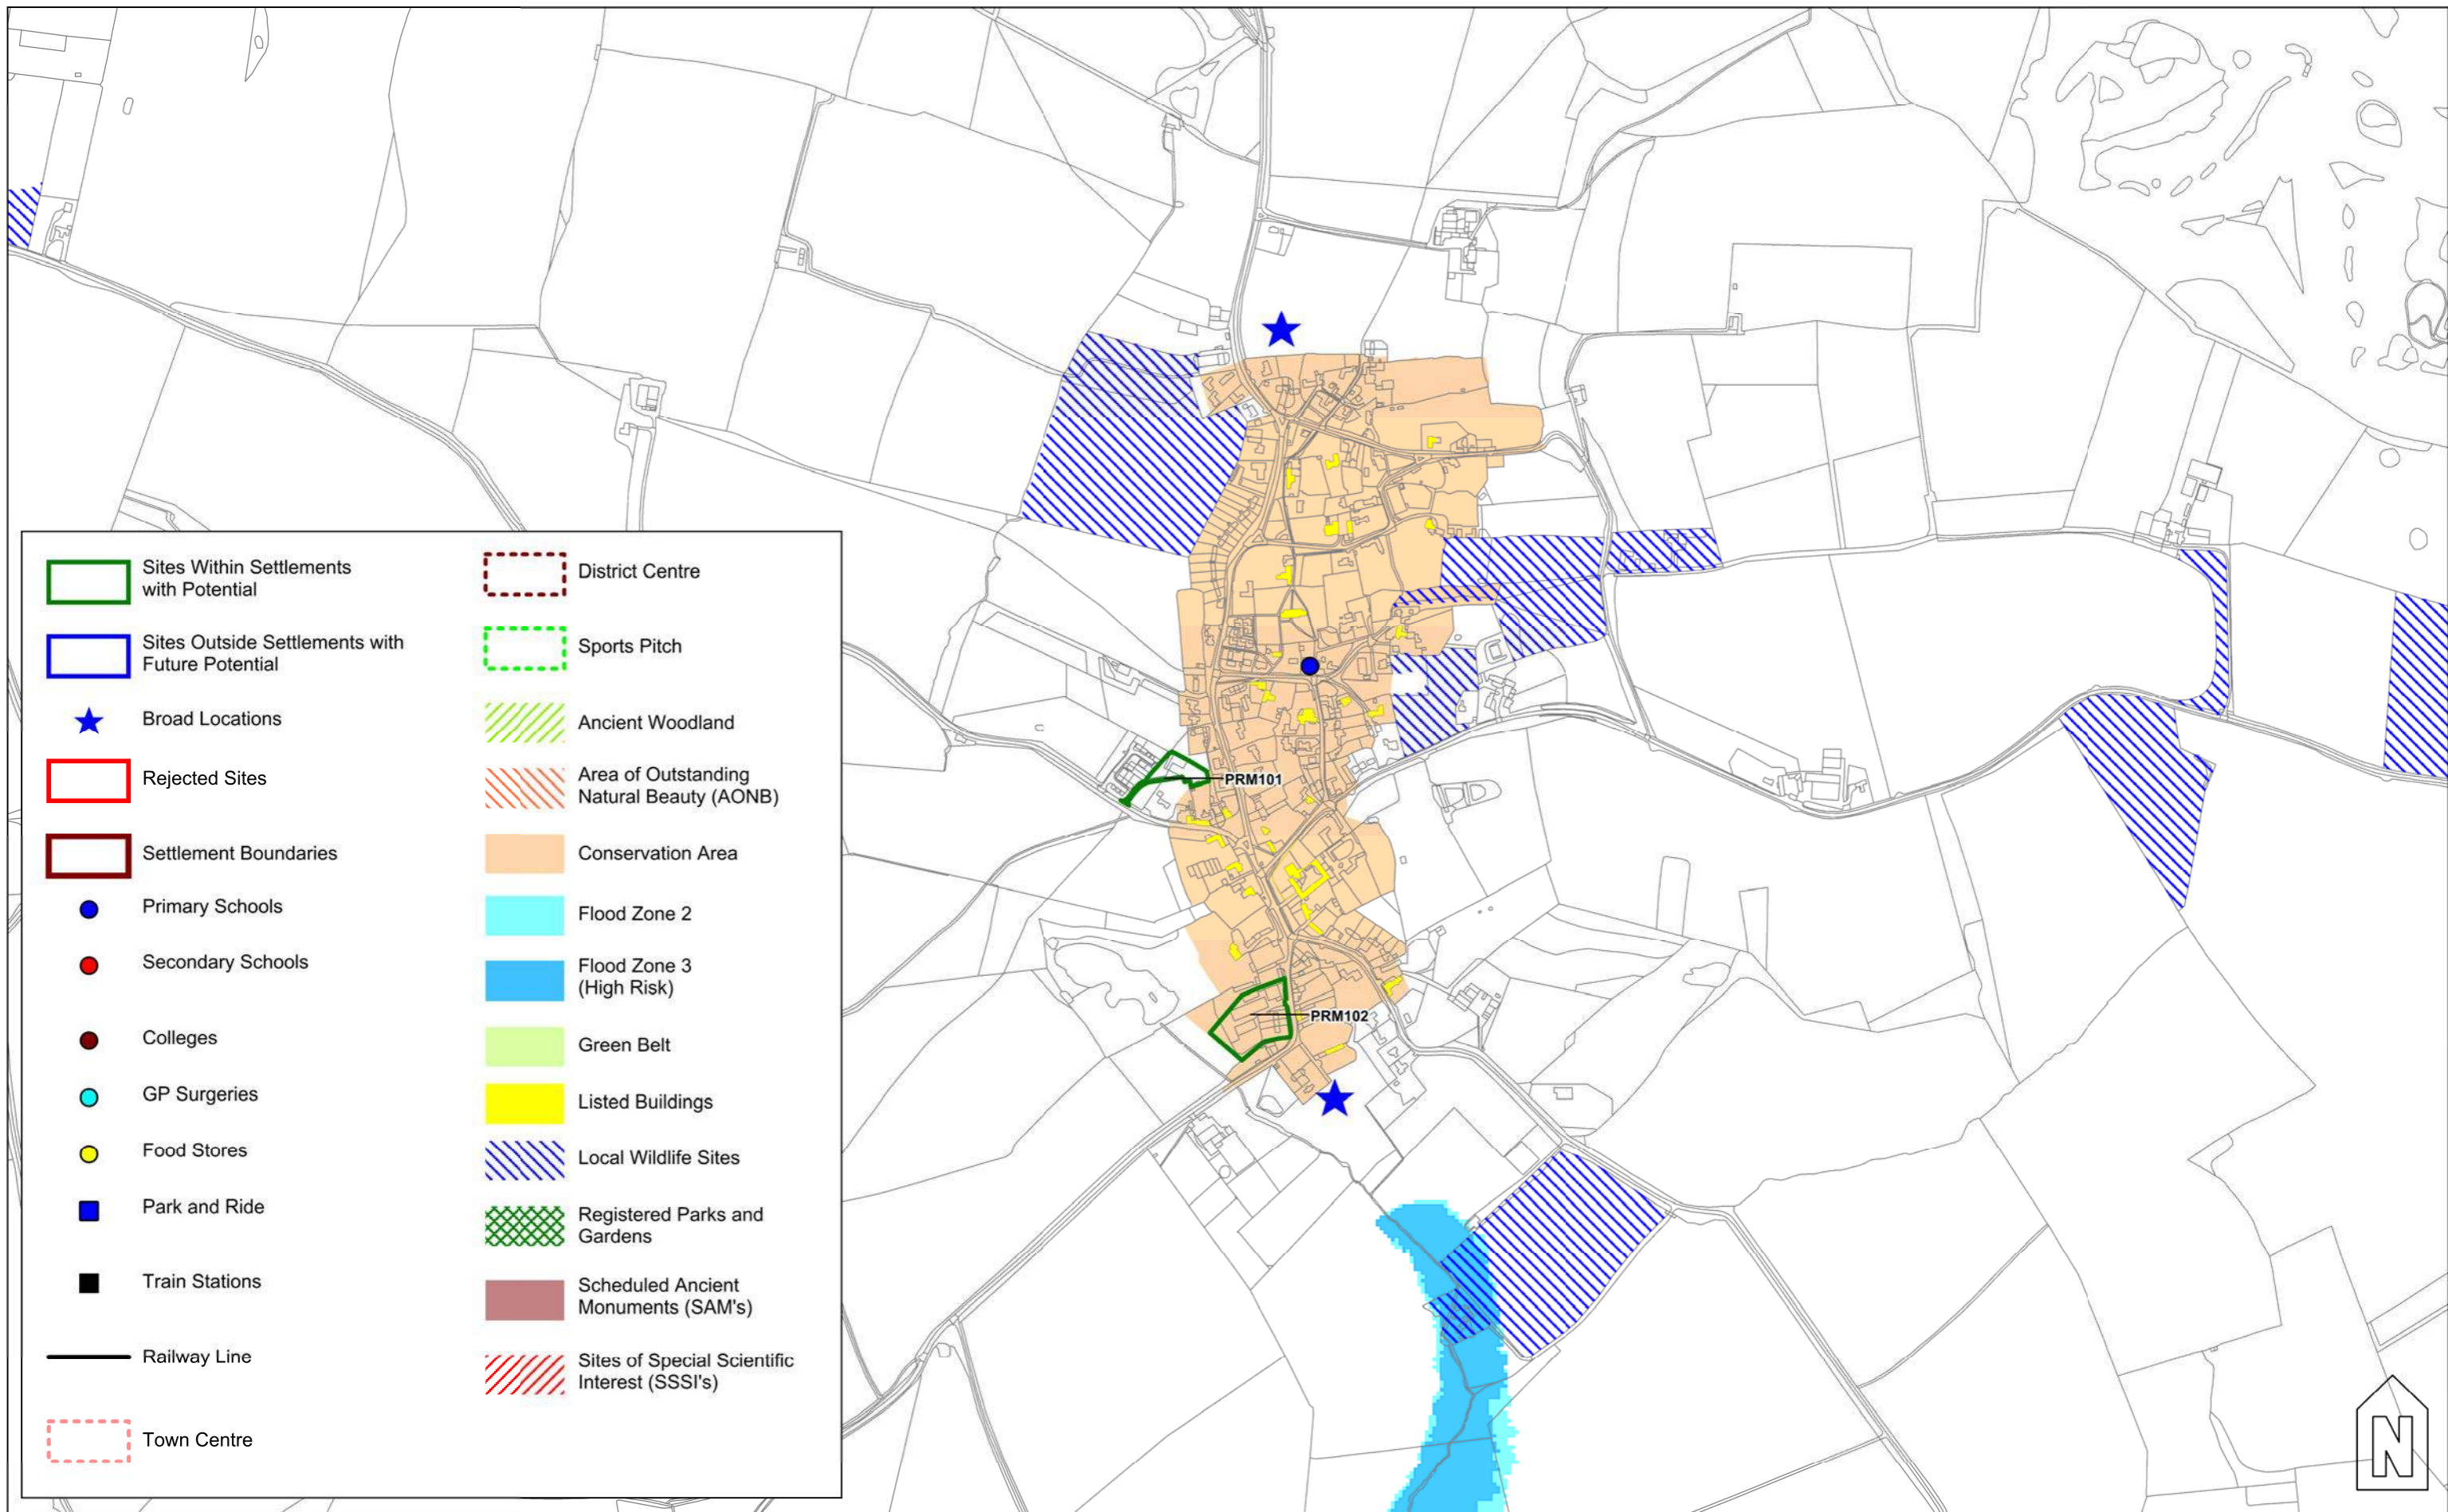 Sites Within Settlements
with Potential
Sites Outside Settlements with
Future Potential
Broad Locations
Rejected Sites
Settlement Boundaries
Primary Schools
Secondary Schools
Colleges
GP Surgeries
Food Stores
Park and Ride
Train Stations
Railway Line
Town Centre
District Centre
Sports Pitch
Ancient Woodland
Area of Outstanding
Natural Beauty (AONB)
Conservation Area
Flood Zone 2
Flood Zone 3
(High Risk)
Green Belt
Listed Buildings
Local Wildlife Sites
Registered Parks and
Gardens
Scheduled Ancient
Monuments (SAM's)
Sites of Special Scientific
Interest (SSSI's)
PRM101
PRM102
N